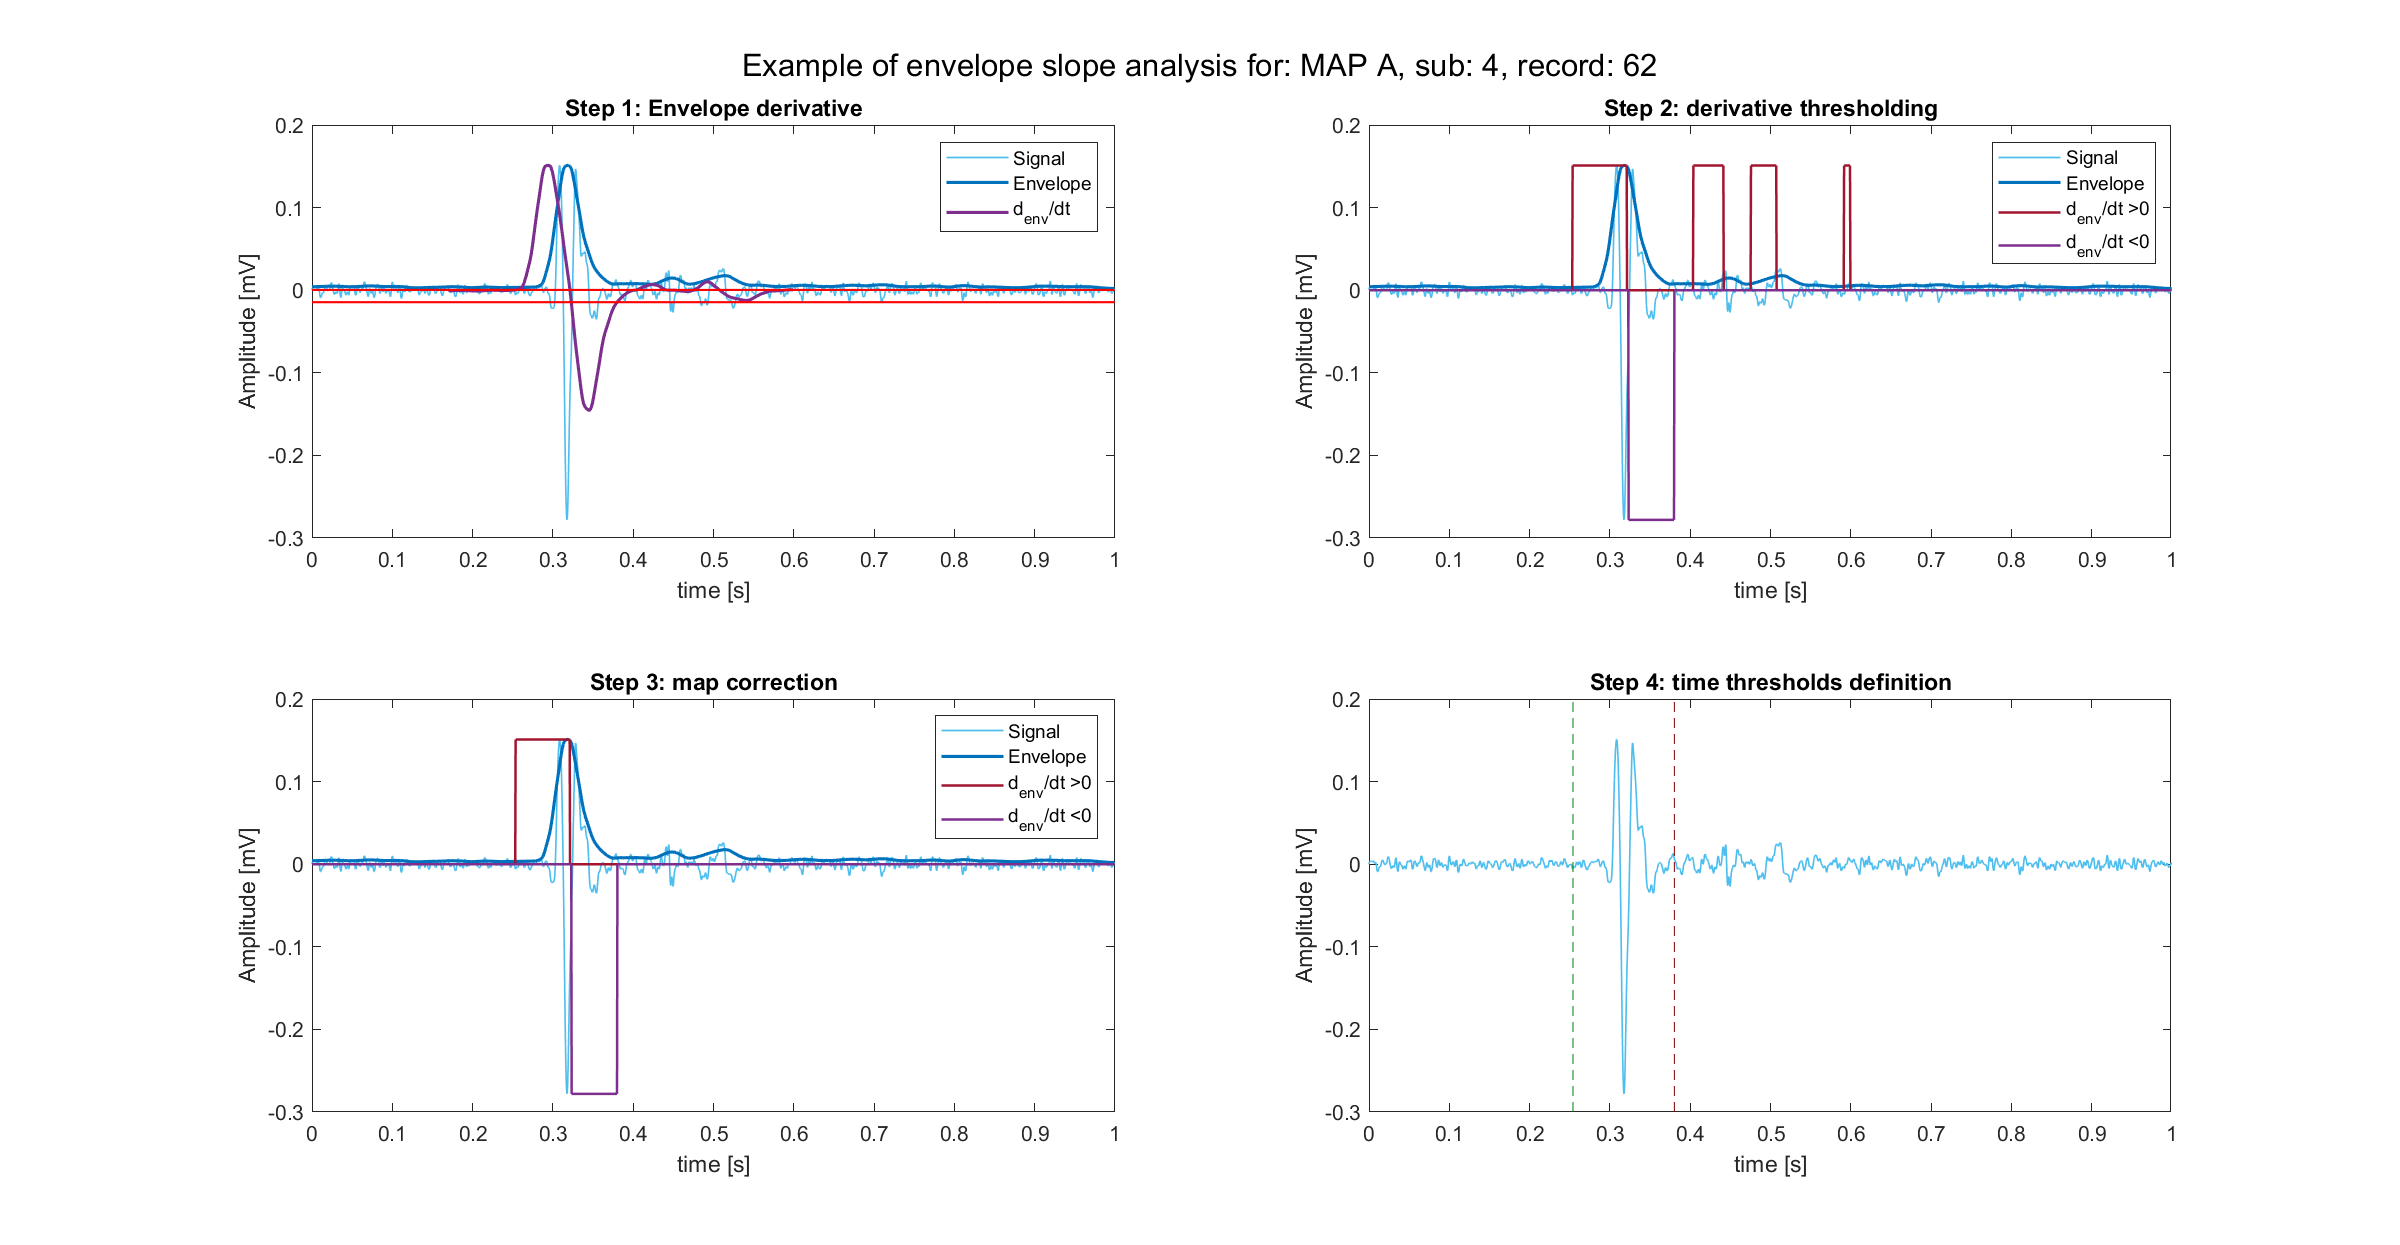 Example of envelope slope analysis for: MAP A, sub: 4, record: 62
Step 1: Envelope derivative
0.2
0.1
0
-0.1
-0.2
-0.3
Amplitude [mV]
0 0.1 0.2 0.3 0.4 0.5 0.6 0.7 0.8 0.9 1
time [s]
Signal
Envelope
d_env/dt
Step 2: derivative thresholding
0.2
0.1
0
-0.1
-0.2
-0.3
Amplitude [mV]
0 0.1 0.2 0.3 0.4 0.5 0.6 0.7 0.8 0.9 1
time [s]
Signal
Envelope
d_env/dt >0
d_env/dt <0
Step 3: map correction
0.2
0.1
0
-0.1
-0.2
-0.3
Amplitude [mV]
0 0.1 0.2 0.3 0.4 0.5 0.6 0.7 0.8 0.9 1
time [s]
Signal
Envelope
d_env/dt >0
d_env/dt <0
Step 4: time thresholds definition
0.2
0.1
0
-0.1
-0.2
-0.3
Amplitude [mV]
0 0.1 0.2 0.3 0.4 0.5 0.6 0.7 0.8 0.9 1
time [s]